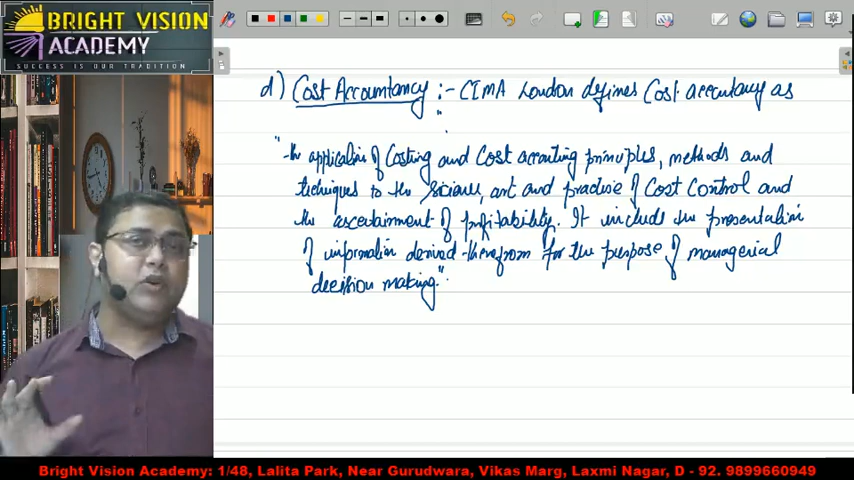 BRIGHT VISION
ACADEMY
SUCCESS IS OUR TRADITION
d) Cost Accountancy :- CIMA London defines Cost accountancy as
"the application of Costing and Cost accounting principles, methods and
techniques to the science, art and practise of Cost Control and
the ascertainment of profitability. It include the presentation
of information derived therefrom for the purpose of managerial
decision making".
Bright Vision Academy: 1/48, Lalita Park, Near Gurudwara, Vikas Marg, Laxmi Nagar, D - 92. 9899660949